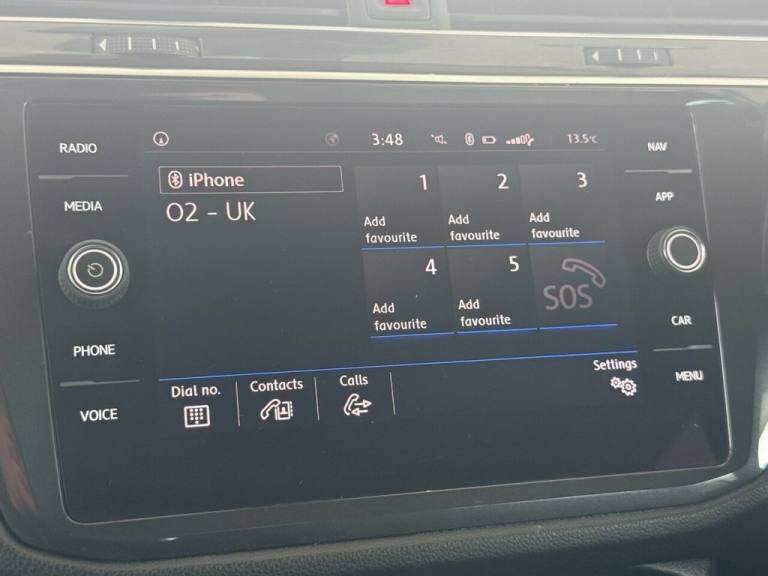 3:48
13.5°C
RADIO
MEDIA
PHONE
VOICE
iPhone
O2 - UK
1
Add
favourite
2
Add
favourite
3
Add
favourite
4
Add
favourite
5
Add
favourite
SOS
Dial no.
Contacts
Calls
Settings
NAV
APP
CAR
MENU